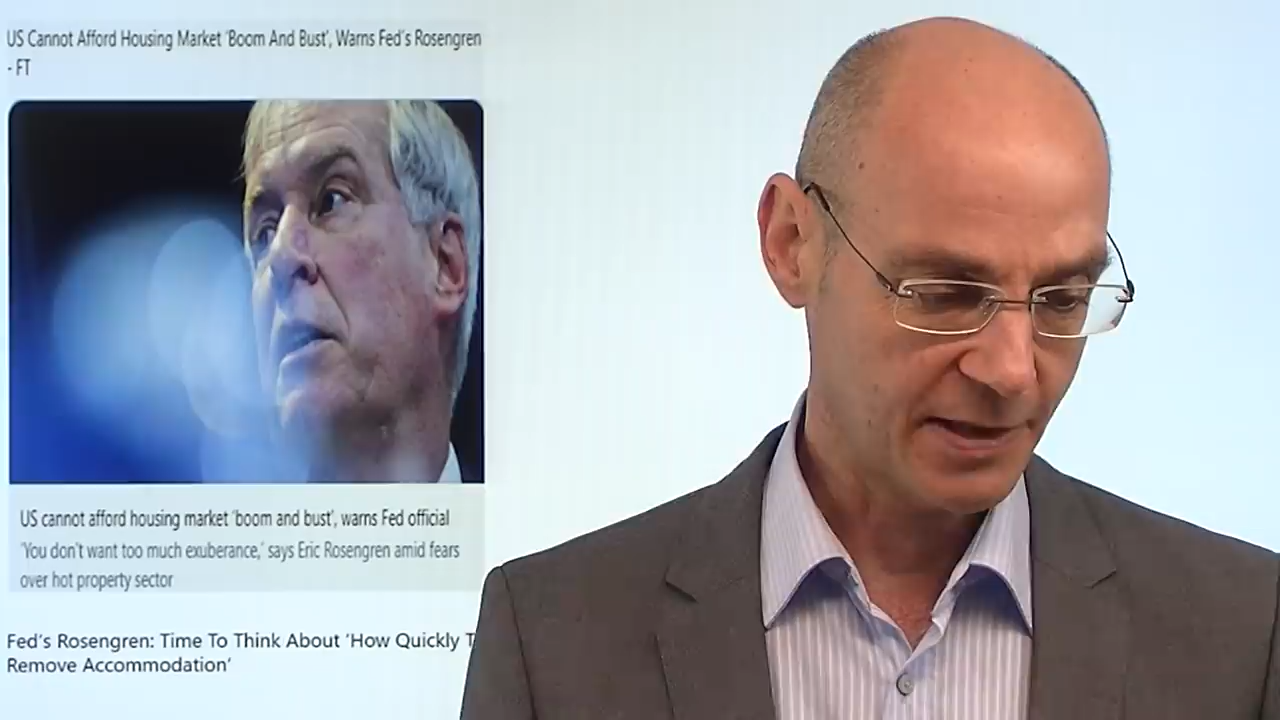 US Cannot Afford Housing Market 'Boom And Bust', Warns Fed's Rosengren
- FT
US cannot afford housing market 'boom and bust', warns Fed official
'You don't want too much exuberance,' says Eric Rosengren amid fears
over hot property sector
Fed's Rosengren: Time To Think About 'How Quickly T
Remove Accommodation'